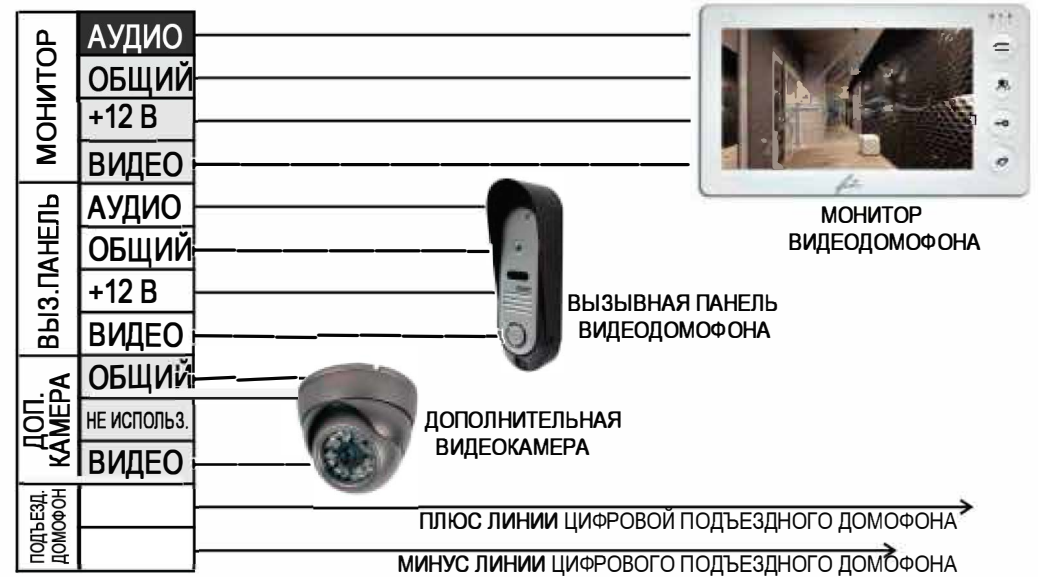 МОНИТОР
АУДИО
ОБЩИЙ
+12 В
ВИДЕО
МОНИТОР
ВИДЕОДОМОФОНА
ВЫЗ.ПАНЕЛЬ
АУДИО
ОБЩИЙ
+12 В
ВИДЕО
ВЫЗЫВНАЯ ПАНЕЛЬ
ВИДЕОДОМОФОНА
ДОП.
КАМЕРА
ОБЩИЙ
НЕ ИСПОЛЬЗ.
ВИДЕО
ДОПОЛНИТЕЛЬНАЯ
ВИДЕОКАМЕРА
ПОДЪЕЗД.
ДОМОФОН
ПЛЮС ЛИНИИ ЦИФРОВОЙ ПОДЪЕЗДНОГО ДОМОФОНА
МИНУС ЛИНИИ ЦИФРОВОГО ПОДЪЕЗДНОГО ДОМОФОНА